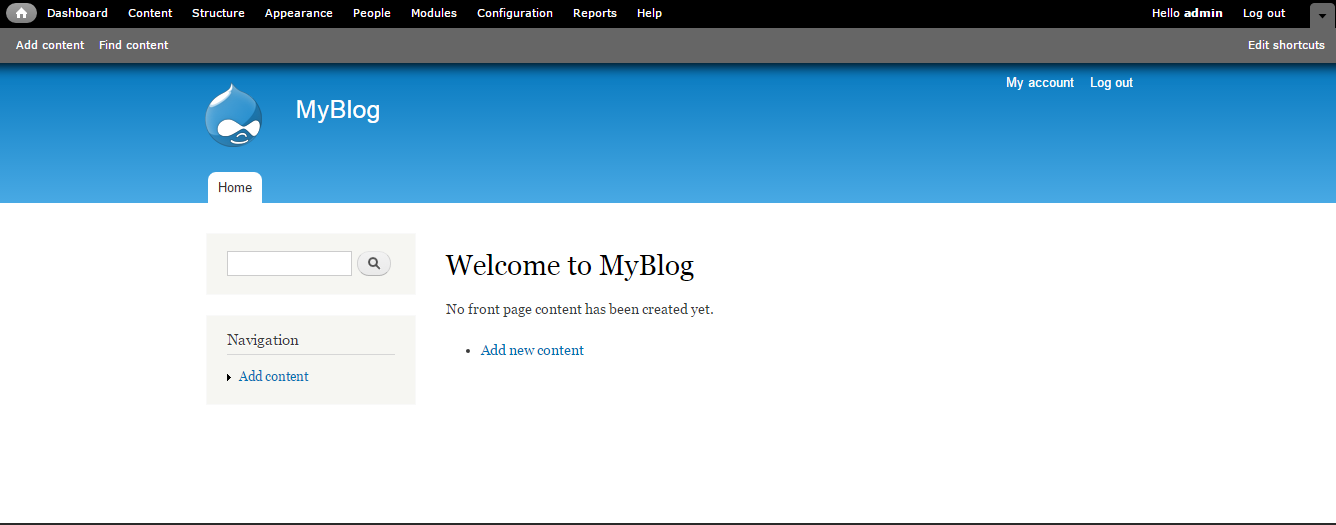 Dashboard Content Structure Appearance People Modules Configuration Reports Help Hello admin Log out
Add content Find content Edit shortcuts
My account Log out
MyBlog
Home
Welcome to MyBlog
No front page content has been created yet.
Navigation
Add new content
Add content